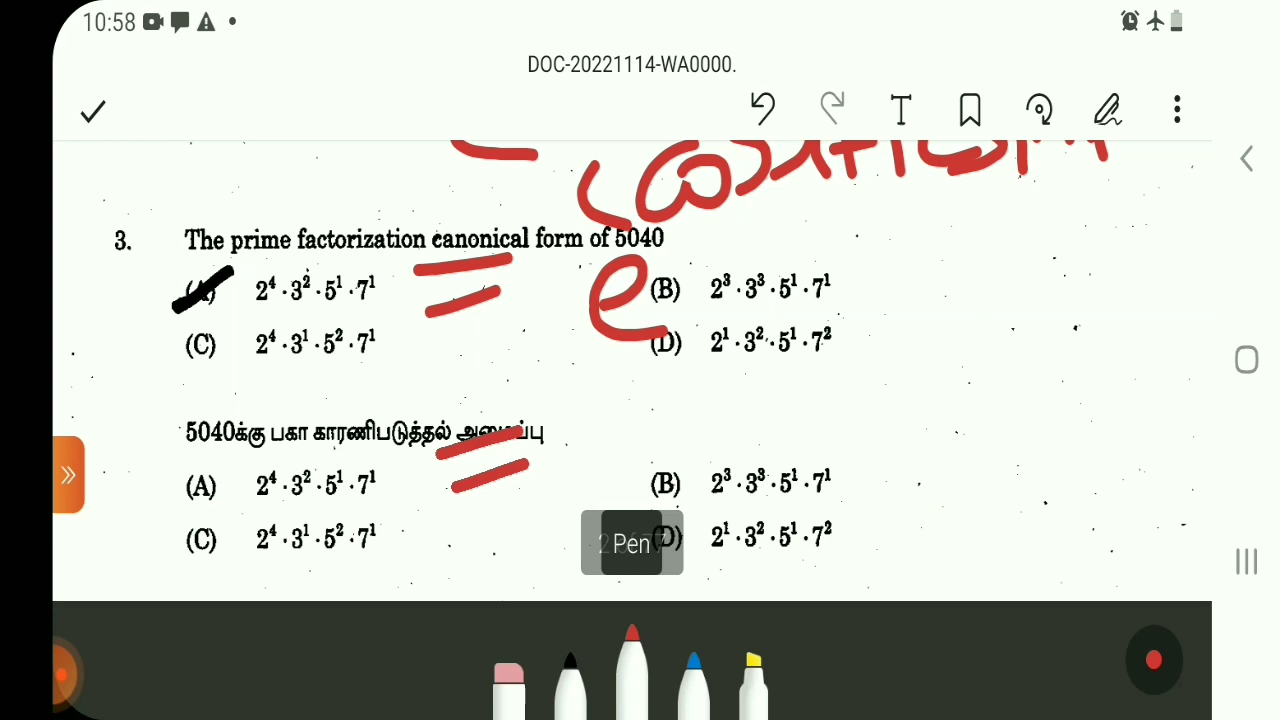 10:58
DOC-20221114-WA0000.
T
3. The prime factorization canonical form of 5040
(A) 2⁴ · 3² · 5¹ · 7¹ (B) 2³ · 3³ · 5¹ · 7¹
(C) 2⁴ · 3¹ · 5² · 7¹ (D) 2¹ · 3² · 5¹ · 7²
5040க்கு பகா காரணிபடுத்தல் அமைப்பு
(A) 2⁴ · 3² · 5¹ · 7¹ (B) 2³ · 3³ · 5¹ · 7¹
(C) 2⁴ · 3¹ · 5² · 7¹ (D) 2¹ · 3² · 5¹ · 7²
Pen